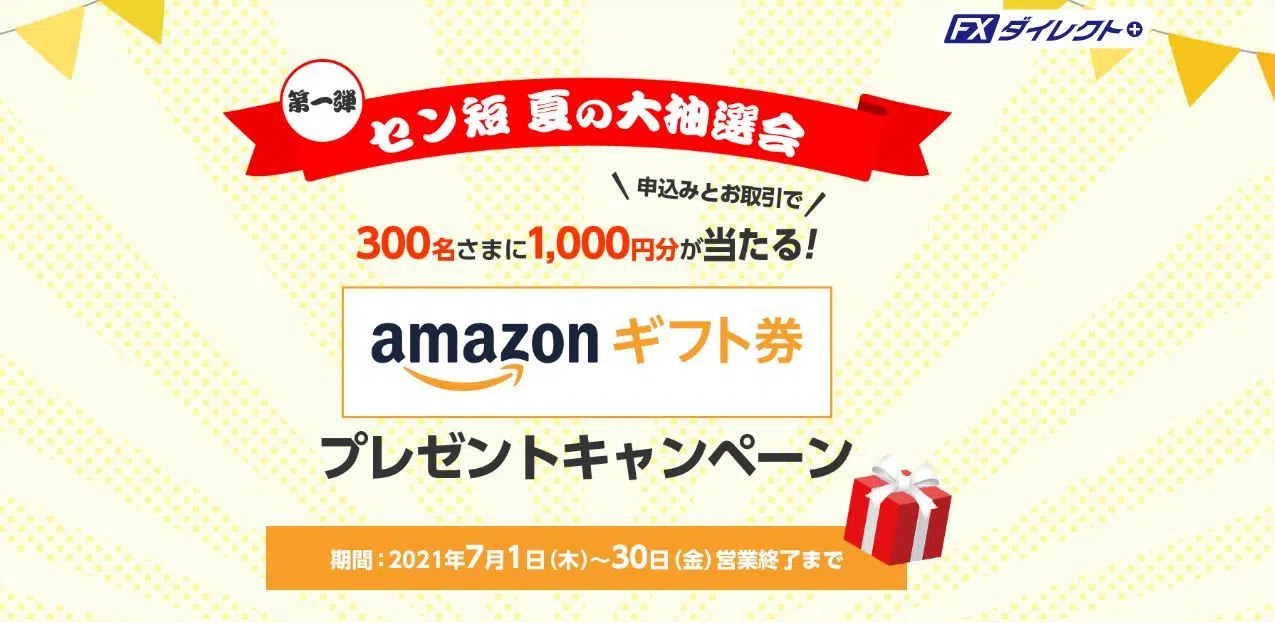 FXダイレクト+
第一弾
セン短 夏の大抽選会
申込みとお取引で
300名さまに1,000円分が当たる!
amazon ギフト券
プレゼントキャンペーン
期間:2021年7月1日(木)〜30日(金)営業終了まで